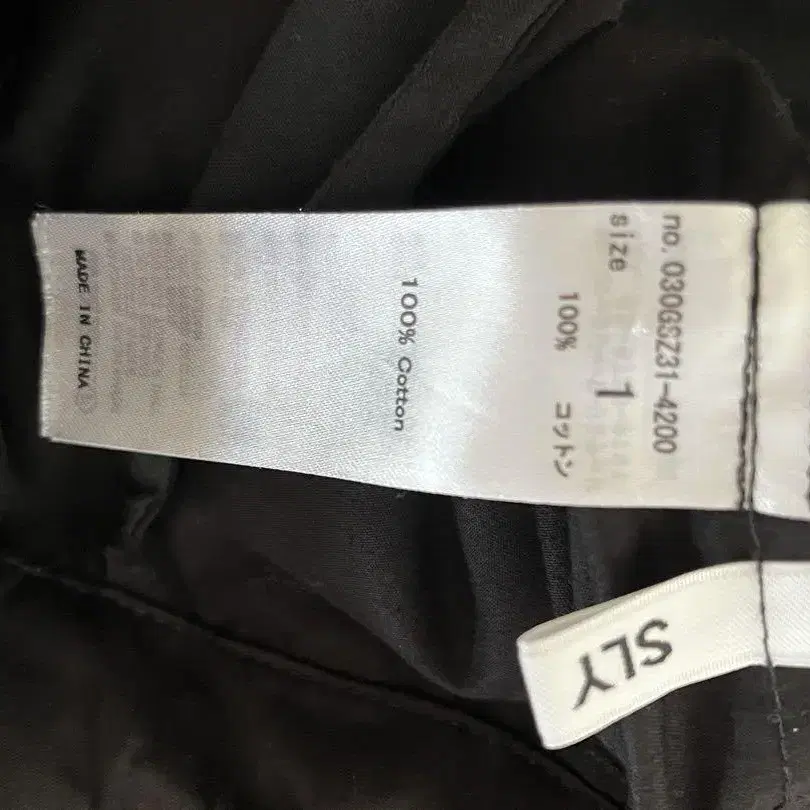 no. 030GSZ31-4200
size 1
100% コットン
100% Cotton
MADE IN CHINA
SLY